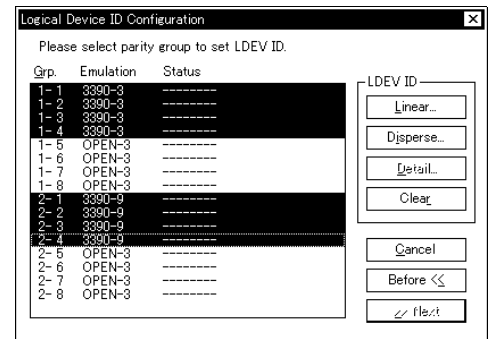 Logical Device ID Configuration
Please select parity group to set LDEV ID.
Grp. Emulation Status
1- 1 3390-3 --------
1- 2 3390-3 --------
1- 3 3390-3 --------
1- 4 3390-3 --------
1- 5 OPEN-3 --------
1- 6 OPEN-3 --------
1- 7 OPEN-3 --------
1- 8 OPEN-3 --------
2- 1 3390-9 --------
2- 2 3390-9 --------
2- 3 3390-9 --------
2- 4 3390-9 --------
2- 5 OPEN-3 --------
2- 6 OPEN-3 --------
2- 7 OPEN-3 --------
2- 8 OPEN-3 --------
LDEV ID
Linear...
Disperse...
Detail...
Clear
Cancel
Before <<
>> Next